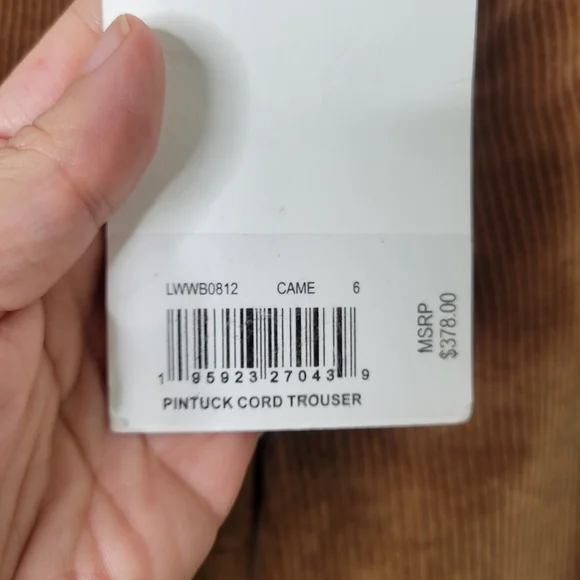 LWWB0812 CAME 6
1 95923 27043 9
PINTUCK CORD TROUSER
MSRP
$378.00